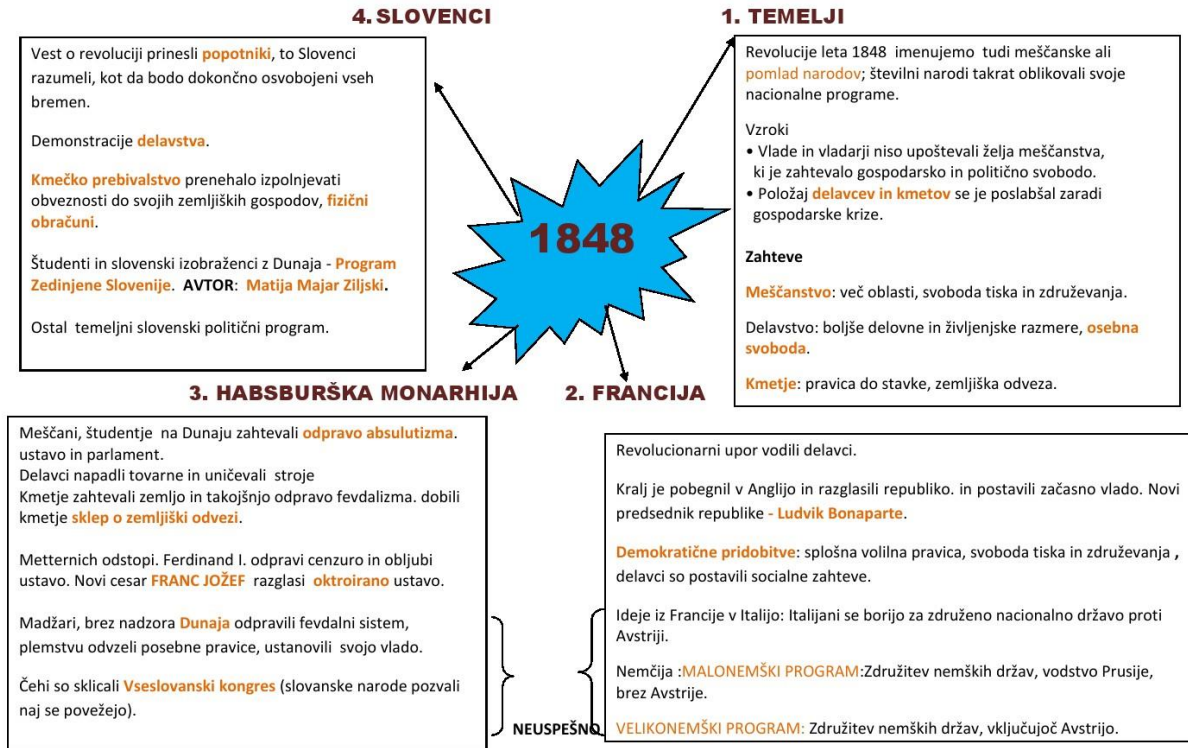 4. SLOVENCI
Vest o revoluciji prinesli popotniki, to Slovenci
razumeli, kot da bodo dokončno osvobojeni vseh
bremen.
Demonstracije delavstva.
Kmečko prebivalstvo prenehalo izpolnjevati
obveznosti do svojih zemljiških gospodov, fizični
obračuni.
Študenti in slovenski izobraženci z Dunaja - Program
Zedinjene Slovenije. AVTOR: Matija Majar Ziljski.
Ostal temeljni slovenski politični program.
1. TEMELJI
Revolucije leta 1848 imenujemo tudi meščanske ali
pomlad narodov; številni narodi takrat oblikovali svoje
nacionalne programe.
Vzroki
• Vlade in vladarji niso upoštevali želja meščanstva,
ki je zahtevalo gospodarsko in politično svobodo.
• Položaj delavcev in kmetov se je poslabšal zaradi
gospodarske krize.
Zahteve
Meščanstvo: več oblasti, svoboda tiska in združevanja.
Delavstvo: boljše delovne in življenjske razmere, osebna
svoboda.
Kmetje: pravica do stavke, zemljiška odveza.
1848
3. HABSBURŠKA MONARHIJA
Meščani, študentje na Dunaju zahtevali odpravo absulutizma.
ustavo in parlament.
Delavci napadli tovarne in uničevali stroje
Kmetje zahtevali zemljo in takojšnjo odpravo fevdalizma. dobili
kmetje sklep o zemljiški odvezi.
Metternich odstopi. Ferdinand I. odpravi cenzuro in obljubi
ustavo. Novi cesar FRANC JOŽEF razglasi oktroirano ustavo.
Madžari, brez nadzora Dunaja odpravili fevdalni sistem,
plemstvu odvzeli posebne pravice, ustanovili svojo vlado.
Čehi so sklicali Vseslovanski kongres (slovanske narode pozvali
naj se povežejo).
NEUSPEŠNO
2. FRANCIJA
Revolucionarni upor vodili delavci.
Kralj je pobegnil v Anglijo in razglasili republiko. in postavili začasno vlado. Novi
predsednik republike - Ludvik Bonaparte.
Demokratične pridobitve: splošna volilna pravica, svoboda tiska in združevanja ,
delavci so postavili socialne zahteve.
Ideje iz Francije v Italijo: Italijani se borijo za združeno nacionalno državo proti
Avstriji.
Nemčija :MALONEMŠKI PROGRAM:Združitev nemških držav, vodstvo Prusije,
brez Avstrije.
VELIKONEMŠKI PROGRAM: Združitev nemških držav, vključujoč Avstrijo.